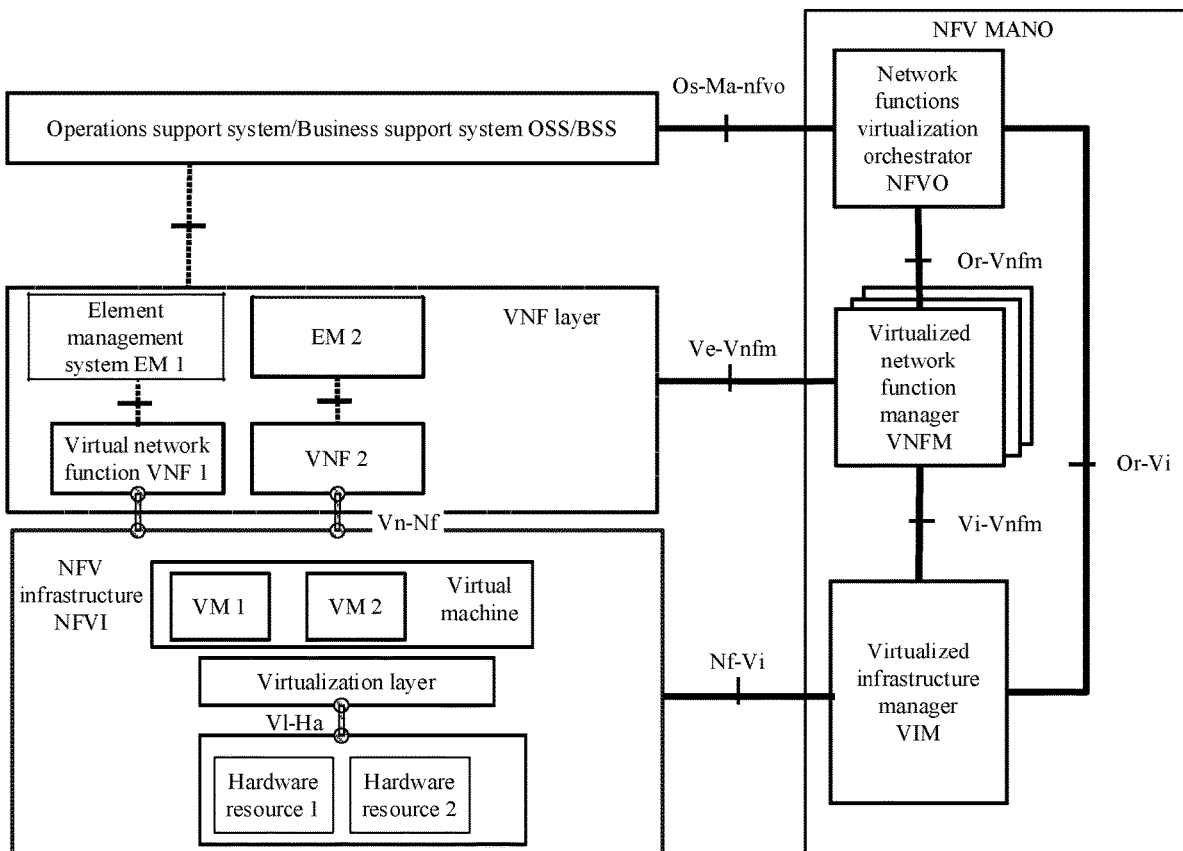 NFV MANO
Network
functions
virtualization
orchestrator
NFVO
Os-Ma-nfvo
Operations support system/Business support system OSS/BSS
Or-Vnfm
Element
management
system EM 1
EM 2
VNF layer
Ve-Vnfm
Virtualized
network
function
manager
VNFM
Virtual network
function VNF 1
VNF 2
Or-Vi
Vn-Nf
Vi-Vnfm
NFV
infrastructure
NFVI
VM 1
VM 2
Virtual
machine
Virtualization layer
Nf-Vi
Virtualized
infrastructure
manager
VIM
Vl-Ha
Hardware
resource 1
Hardware
resource 2